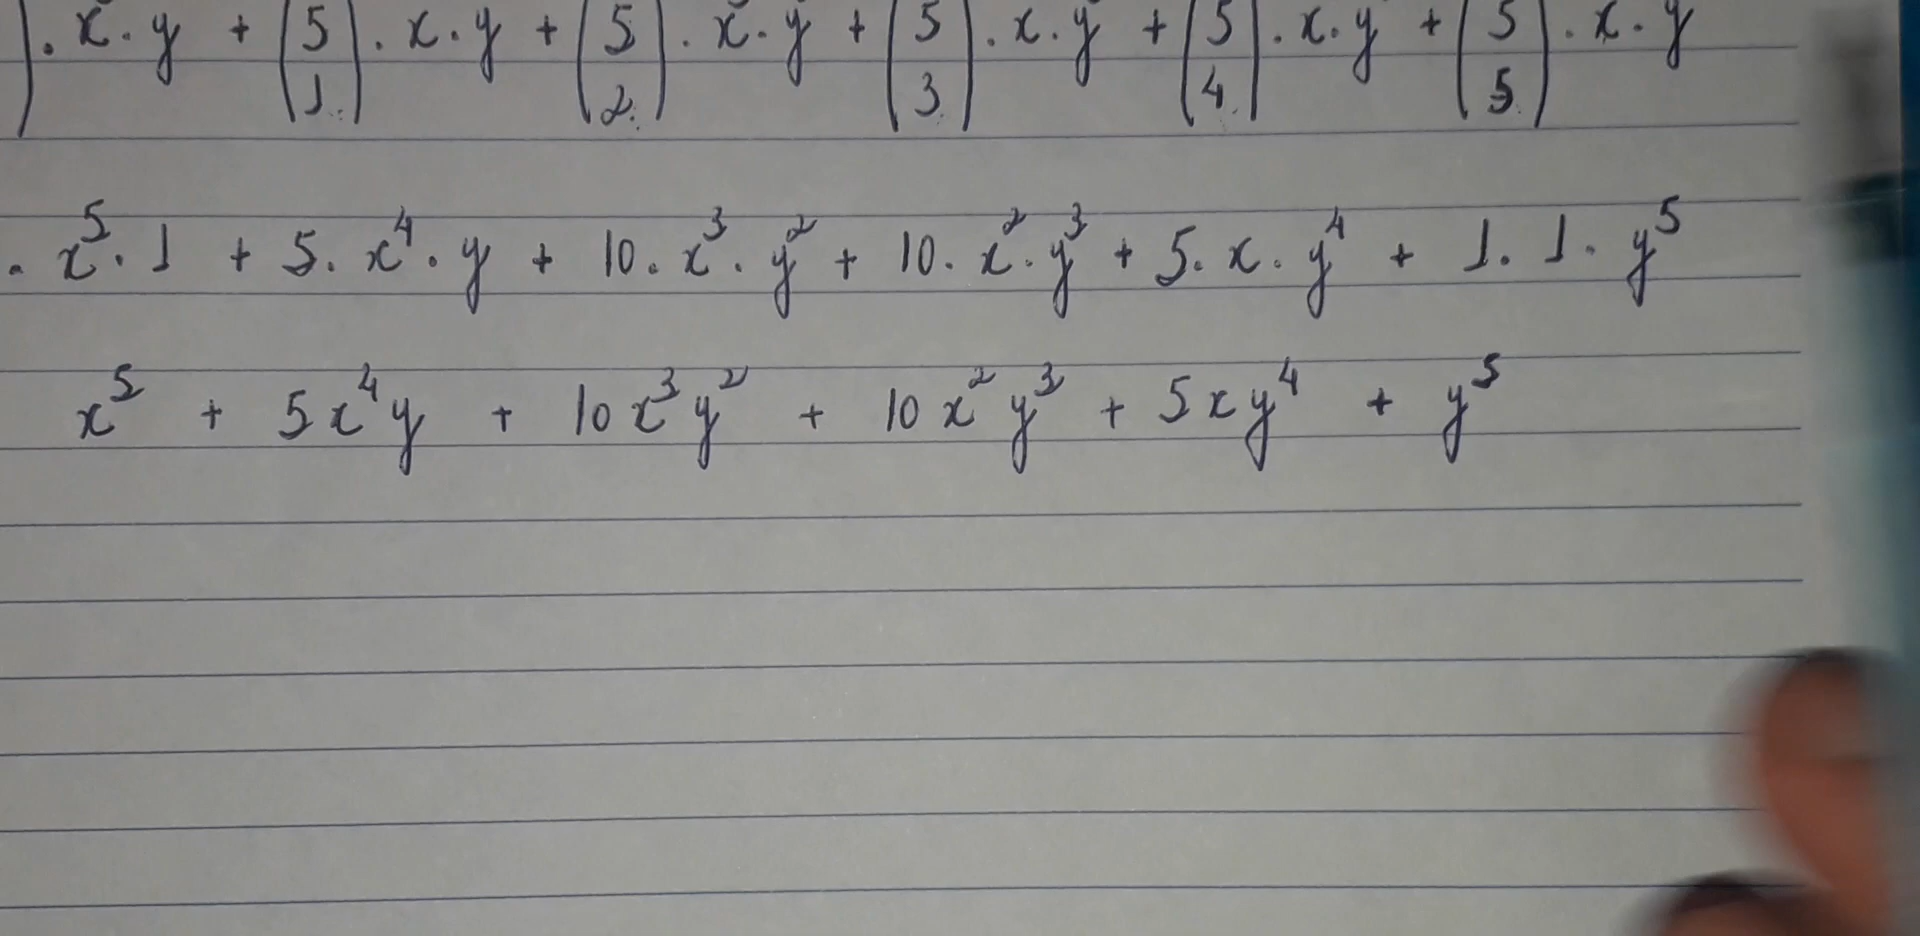 ) . x . y + (5 1) . x . y + (5 2) . x . y + (5 3) . x . y + (5 4) . x . y + (5 5) . x . y
. x⁵ . 1 + 5 . x⁴ . y + 10 . x³ . y² + 10 . x² . y³ + 5 . x . y⁴ + 1 . 1 . y⁵
x⁵ + 5x⁴y + 10x³y² + 10x²y³ + 5xy⁴ + y⁵